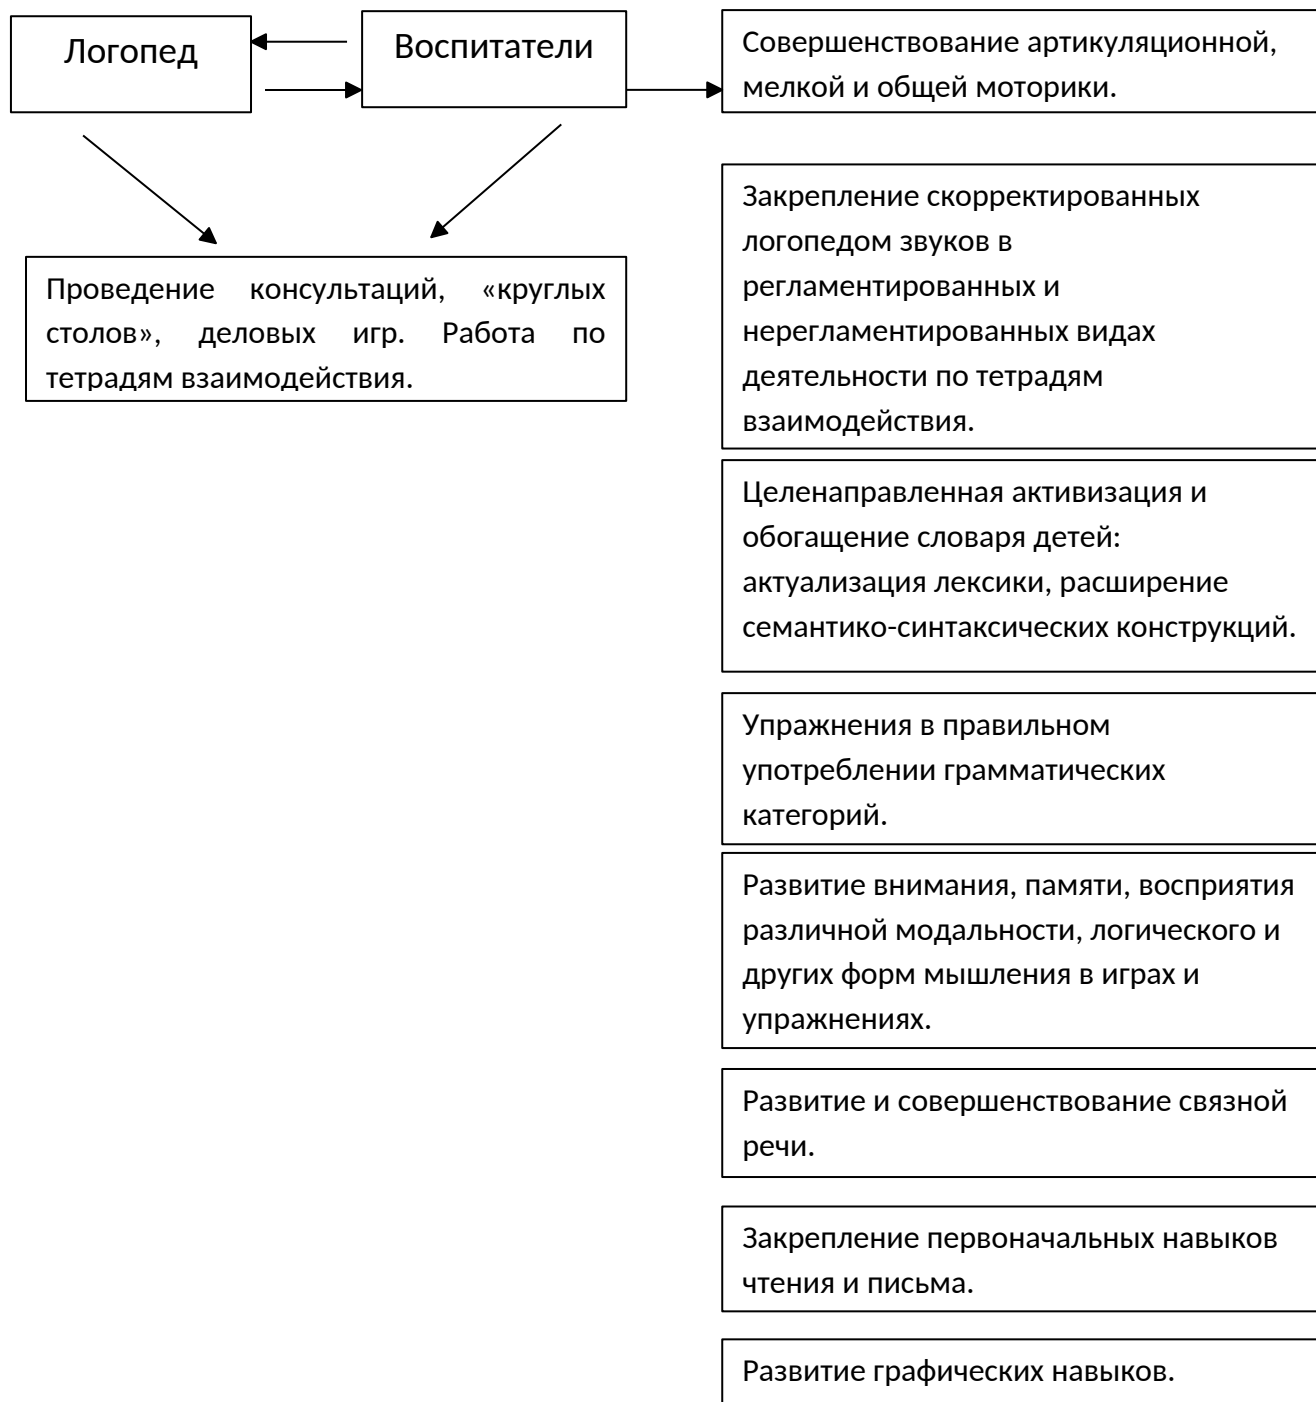 Логопед
Воспитатели
Проведение консультаций, «круглых
столов», деловых игр. Работа по
тетрадям взаимодействия.
Совершенствование артикуляционной,
мелкой и общей моторики.
Закрепление скорректированных
логопедом звуков в
регламентированных и
нерегламентированных видах
деятельности по тетрадям
взаимодействия.
Целенаправленная активизация и
обогащение словаря детей:
актуализация лексики, расширение
семантико-синтаксических конструкций.
Упражнения в правильном
употреблении грамматических
категорий.
Развитие внимания, памяти, восприятия
различной модальности, логического и
других форм мышления в играх и
упражнениях.
Развитие и совершенствование связной
речи.
Закрепление первоначальных навыков
чтения и письма.
Развитие графических навыков.